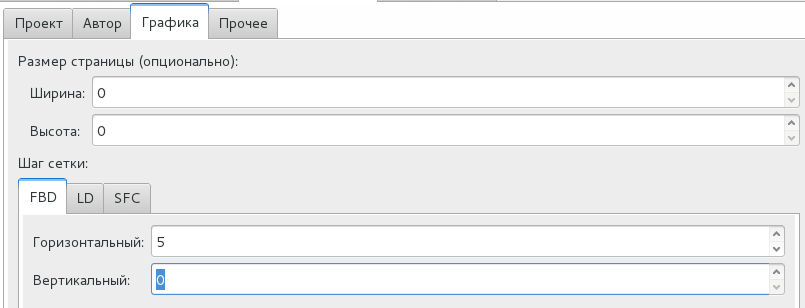 Проект Автор Графика Прочее
Размер страницы (опционально):
Ширина: 0
Высота: 0
Шаг сетки:
FBD LD SFC
Горизонтальный: 5
Вертикальный: 0